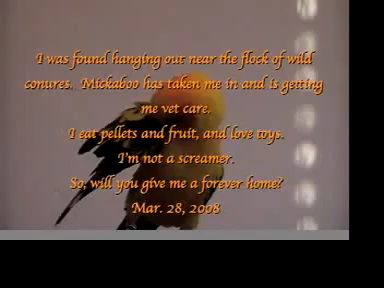 I was found hanging out near the flock of wild
conures. Mickaboo has taken me in and is getting
me vet care.
I eat pellets and fruit, and love toys.
I'm not a screamer.
So, will you give me a forever home?
Mar. 28, 2008